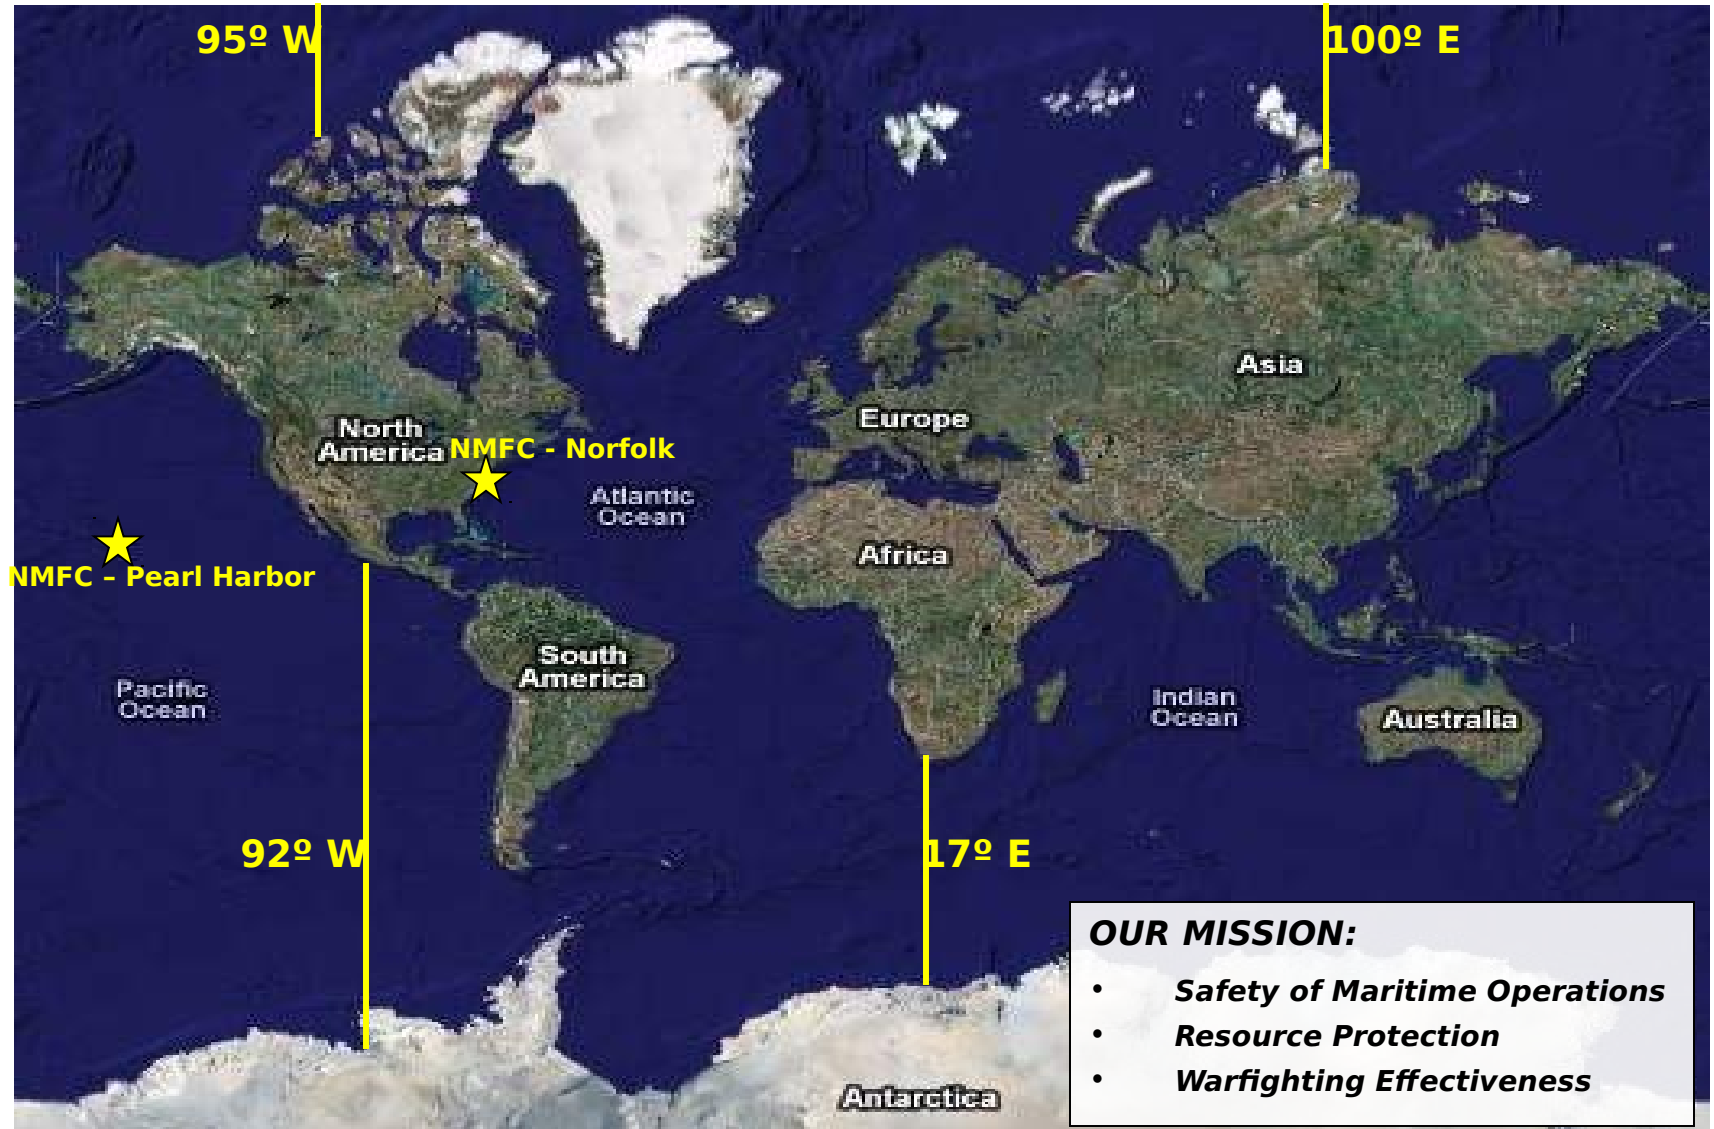 95º W
100º E
Asia
Europe
North
America
NMFC - Norfolk
Atlantic
Ocean
Africa
NMFC – Pearl Harbor
South
America
Pacific
Ocean
Indian
Ocean
Australia
92º W
17º E
OUR MISSION:
• Safety of Maritime Operations
• Resource Protection
• Warfighting Effectiveness
Antarctica